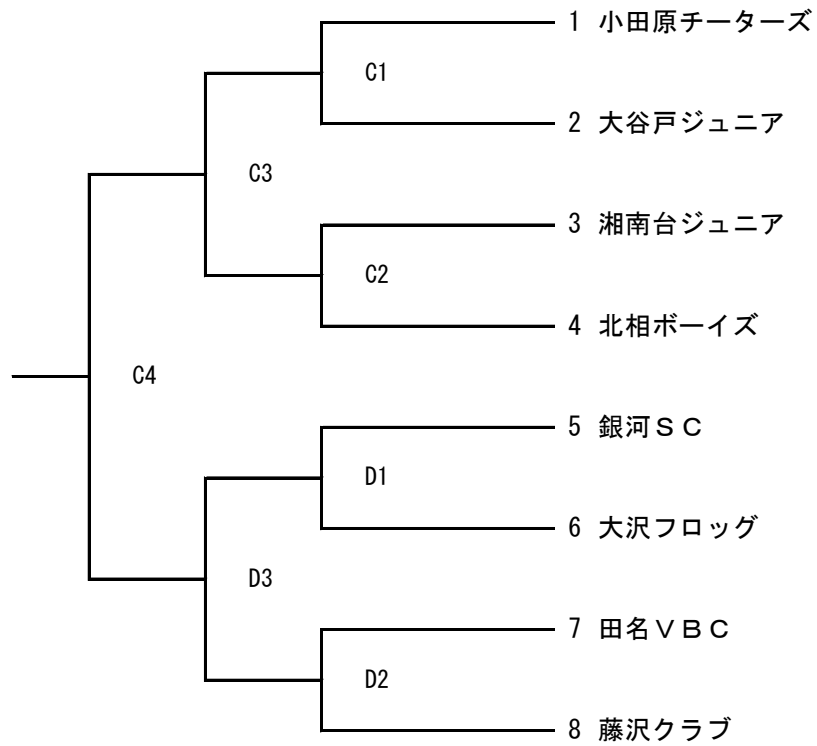 1 小田原チーターズ
C1
2 大谷戸ジュニア
C3
3 湘南台ジュニア
C2
4 北相ボーイズ
C4
5 銀河ＳＣ
D1
6 大沢フロッグ
D3
7 田名ＶＢＣ
D2
8 藤沢クラブ